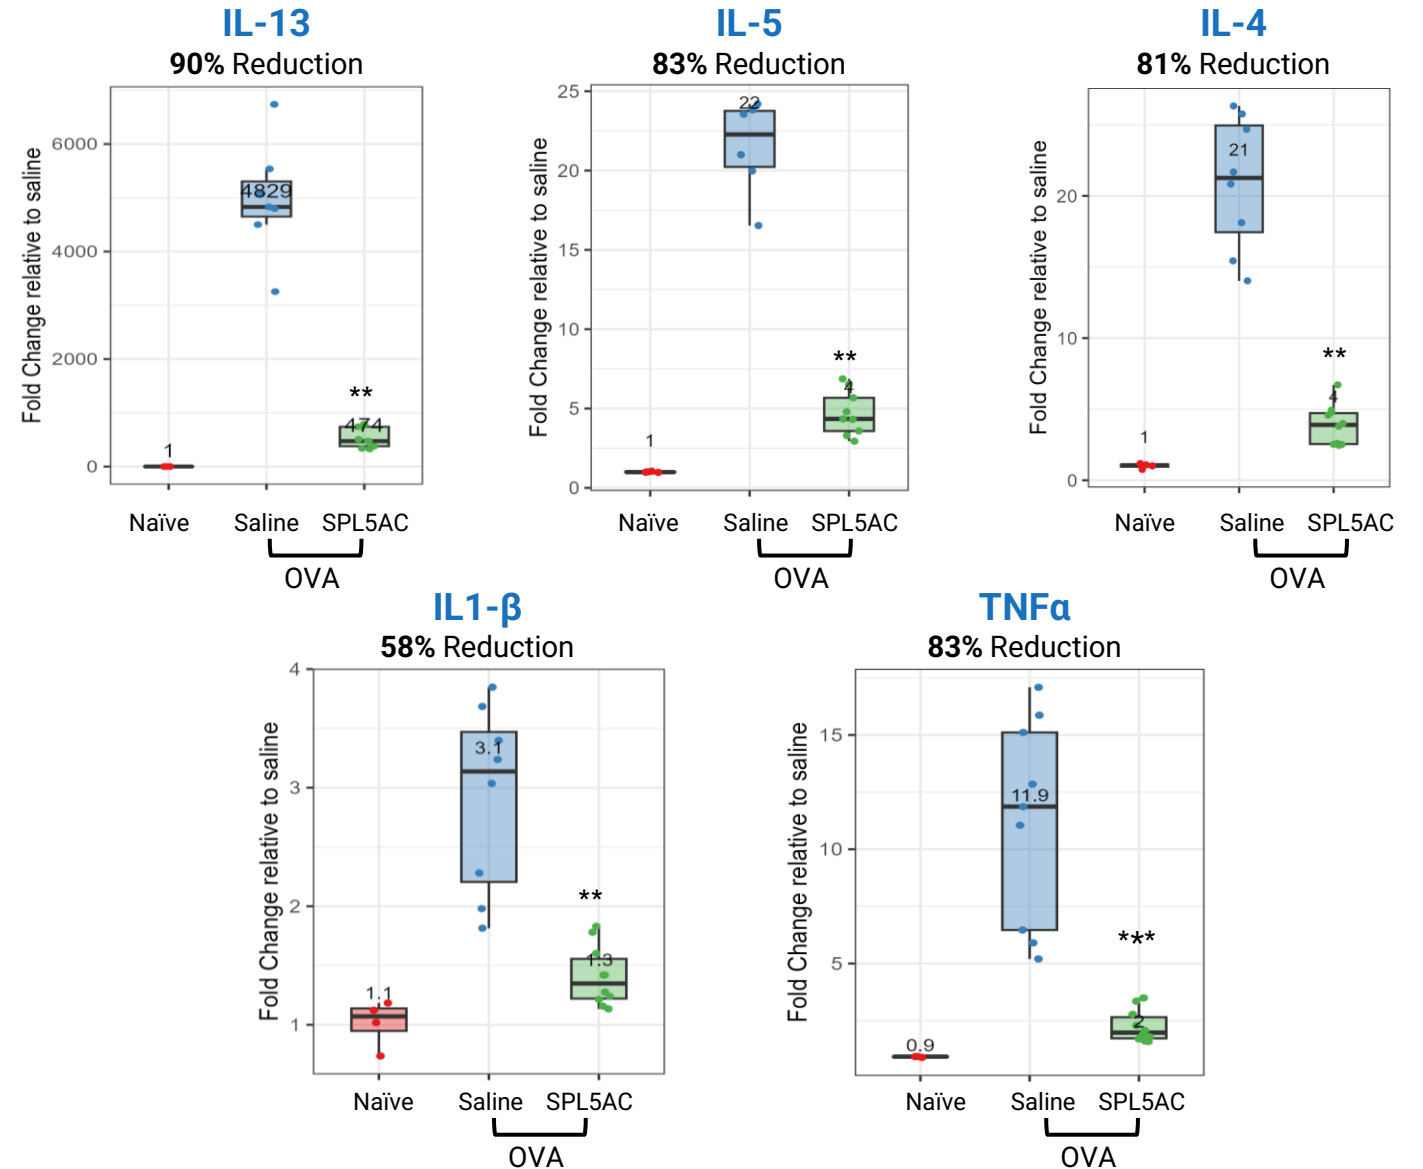 IL-13
90% Reduction
Fold Change relative to saline
6000
4000
2000
0
1
4829
**
474
Naïve Saline SPL5AC
OVA
IL-5
83% Reduction
Fold Change relative to saline
25
20
15
10
5
0
1
22
**
4
Naïve Saline SPL5AC
OVA
IL-4
81% Reduction
Fold Change relative to saline
20
10
0
1
21
**
4
Naïve Saline SPL5AC
OVA
IL1-β
58% Reduction
Fold Change relative to saline
4
3
2
1
1.1
3.1
**
1.3
Naïve Saline SPL5AC
OVA
TNFα
83% Reduction
Fold Change relative to saline
15
10
5
0.9
11.9
***
2
Naïve Saline SPL5AC
OVA